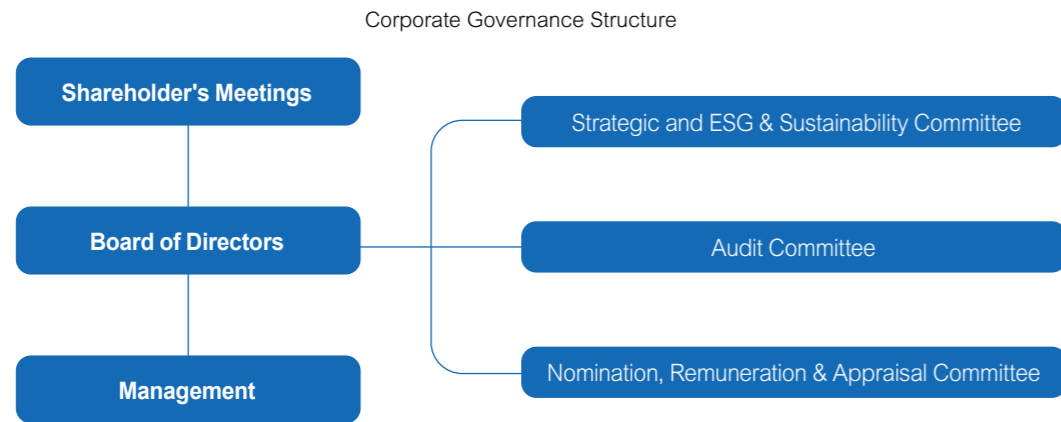 Corporate Governance Structure
Shareholder's Meetings
Board of Directors
Management
Strategic and ESG & Sustainability Committee
Audit Committee
Nomination, Remuneration & Appraisal Committee